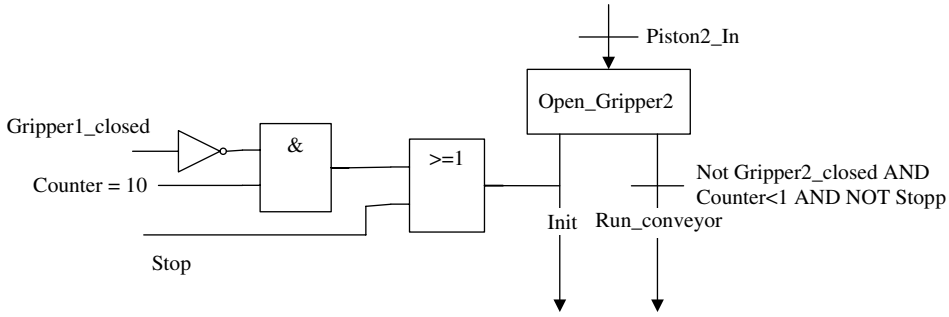 Piston2_In
Open_Gripper2
Gripper1_closed
&
>=1
Counter = 10
Not Gripper2_closed AND
Counter<1 AND NOT Stopp
Init
Run_conveyor
Stop